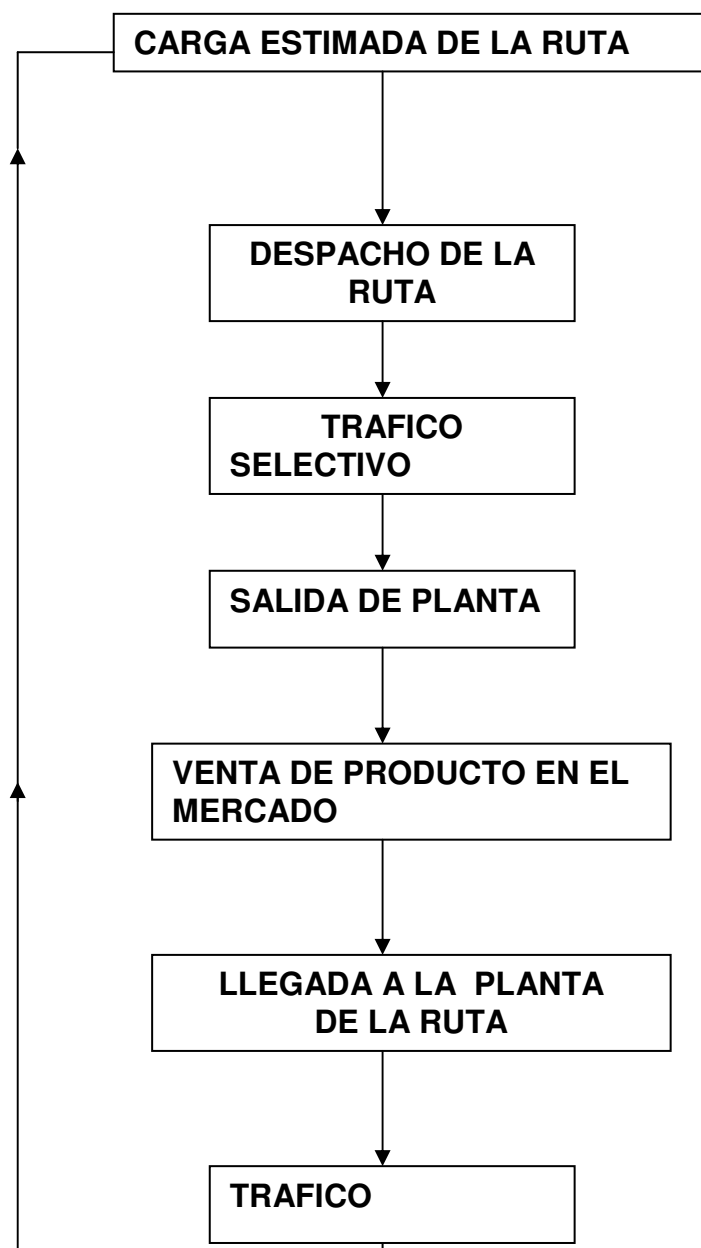 CARGA ESTIMADA DE LA RUTA
DESPACHO DE LA
RUTA
TRAFICO
SELECTIVO
SALIDA DE PLANTA
VENTA DE PRODUCTO EN EL
MERCADO
LLEGADA A LA PLANTA
DE LA RUTA
TRAFICO